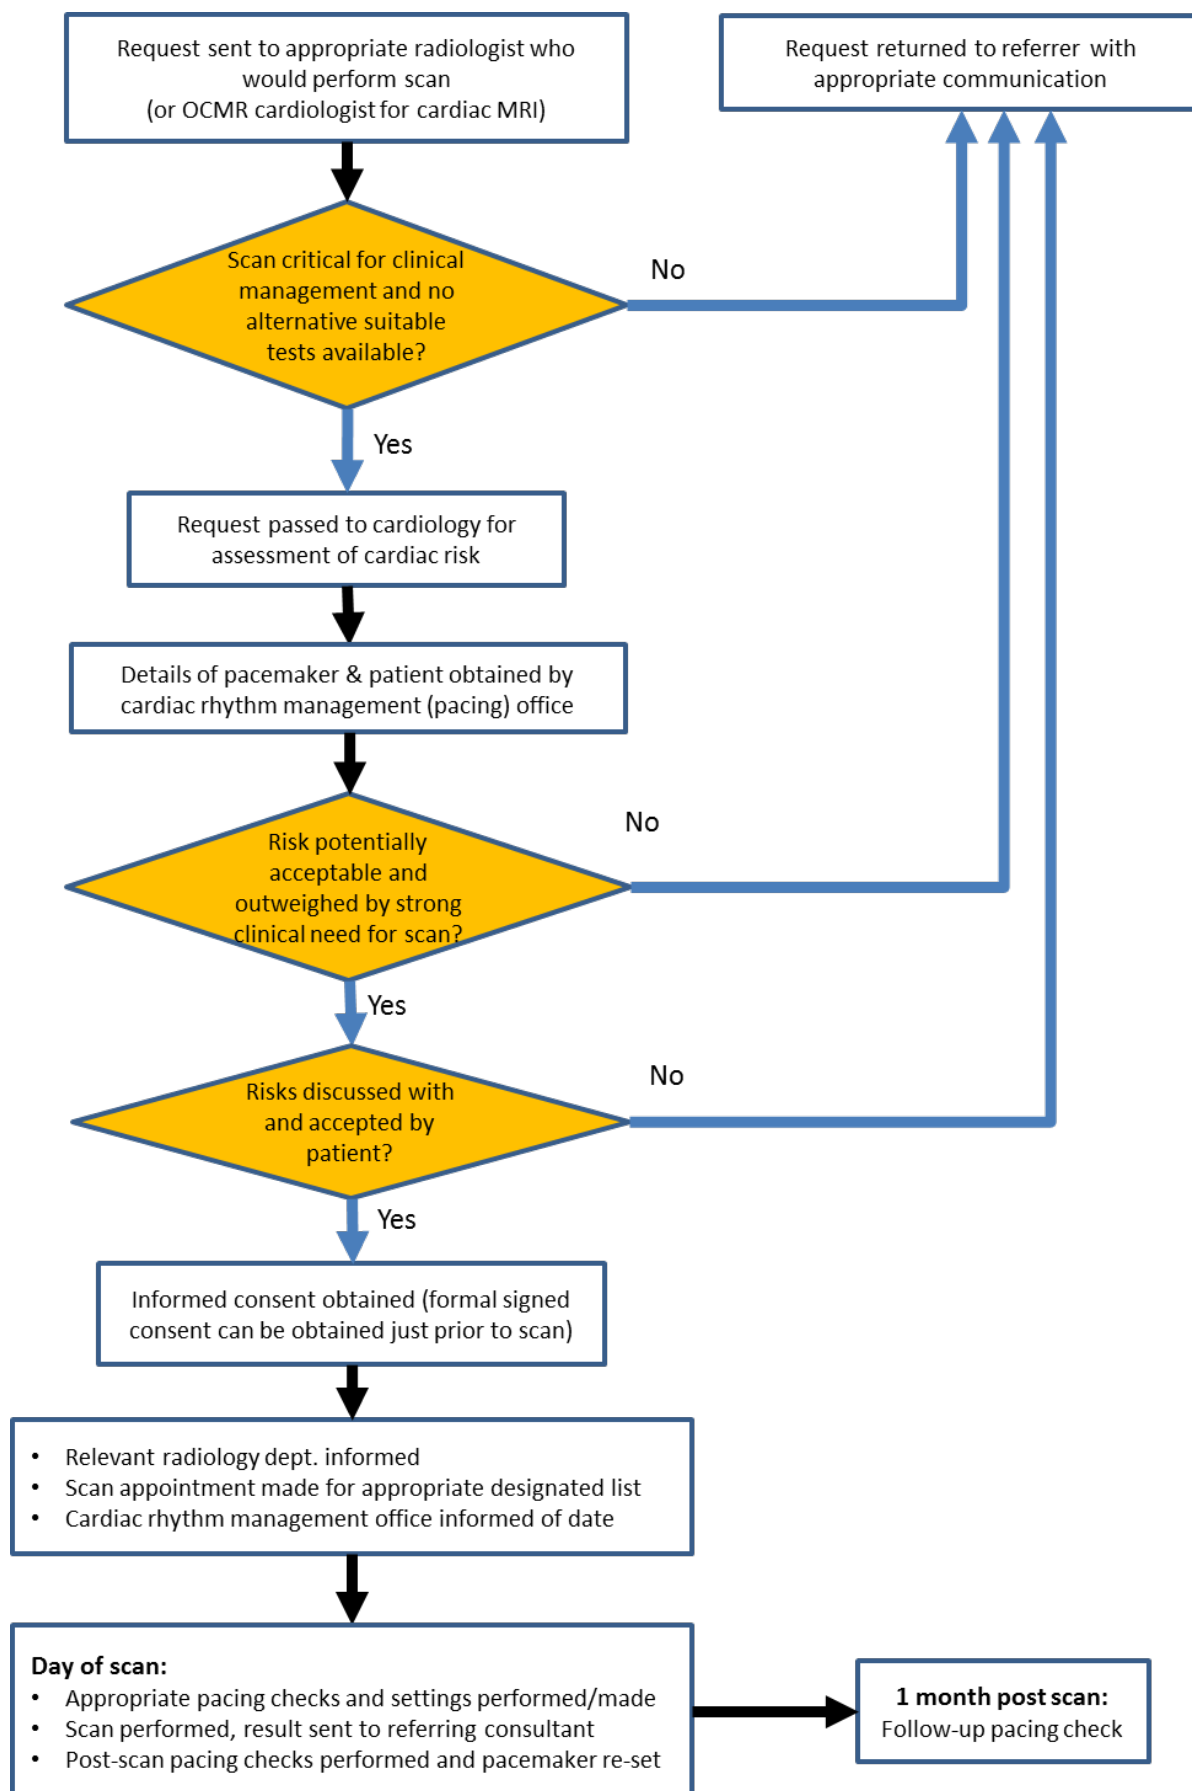 Request sent to appropriate radiologist who
would perform scan
(or OCMR cardiologist for cardiac MRI)
Request returned to referrer with
appropriate communication
Scan critical for clinical
management and no
alternative suitable
tests available?
No
Yes
Request passed to cardiology for
assessment of cardiac risk
Details of pacemaker & patient obtained by
cardiac rhythm management (pacing) office
Risk potentially
acceptable and
outweighed by strong
clinical need for scan?
No
Yes
Risks discussed with
and accepted by
patient?
No
Yes
Informed consent obtained (formal signed
consent can be obtained just prior to scan)
• Relevant radiology dept. informed
• Scan appointment made for appropriate designated list
• Cardiac rhythm management office informed of date
Day of scan:
• Appropriate pacing checks and settings performed/made
• Scan performed, result sent to referring consultant
• Post-scan pacing checks performed and pacemaker re-set
1 month post scan:
Follow-up pacing check